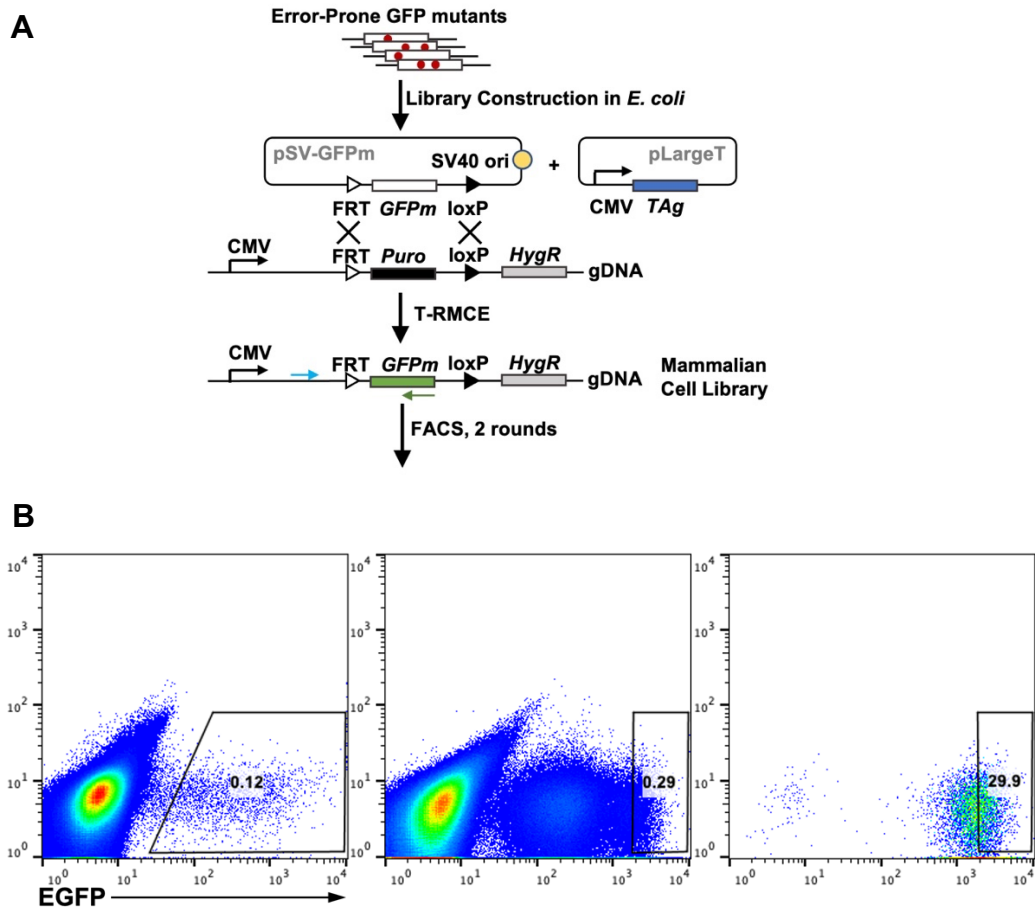 A
Error-Prone GFP mutants
Library Construction in E. coli
pSV-GFPm
SV40 ori
+
pLargeT
CMV TAg
FRT GFPm loxP
CMV
FRT Puro loxP HygR
gDNA
T-RMCE
CMV
FRT GFPm loxP HygR
gDNA
Mammalian
Cell Library
FACS, 2 rounds
B
10^4
10^3
10^2
10^1
10^0
0.12
10^0 10^1 10^2 10^3 10^4
10^4
10^3
10^2
10^1
10^0
0.29
10^0 10^1 10^2 10^3 10^4
10^4
10^3
10^2
10^1
10^0
29.9
10^0 10^1 10^2 10^3 10^4
EGFP